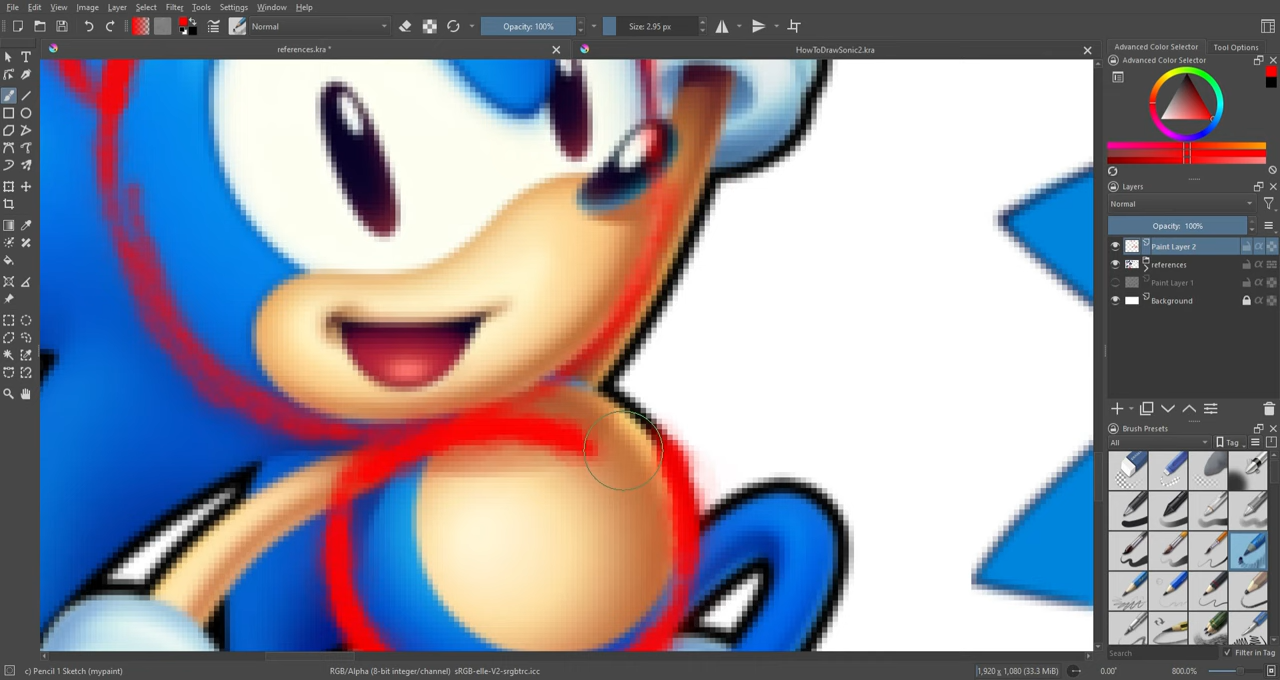 File Edit View Image Layer Select Filter Tools Settings Window Help
Normal Opacity: 100% Size: 2.95 px
references.kra * HowToDrawSonic2.kra
Advanced Color Selector Tool Options
Advanced Color Selector
Layers
Normal
Opacity: 100%
Paint Layer 2
references
Paint Layer 1
Background
Brush Presets
All Tag
Search Filter in Tag
c) Pencil 1 Sketch (mypaint) RGB/Alpha (8-bit integer/channel) sRGB-elle-V2-srgbtrc.icc 1,920 x 1,080 (33.3 MiB) 0.00° 800.0%